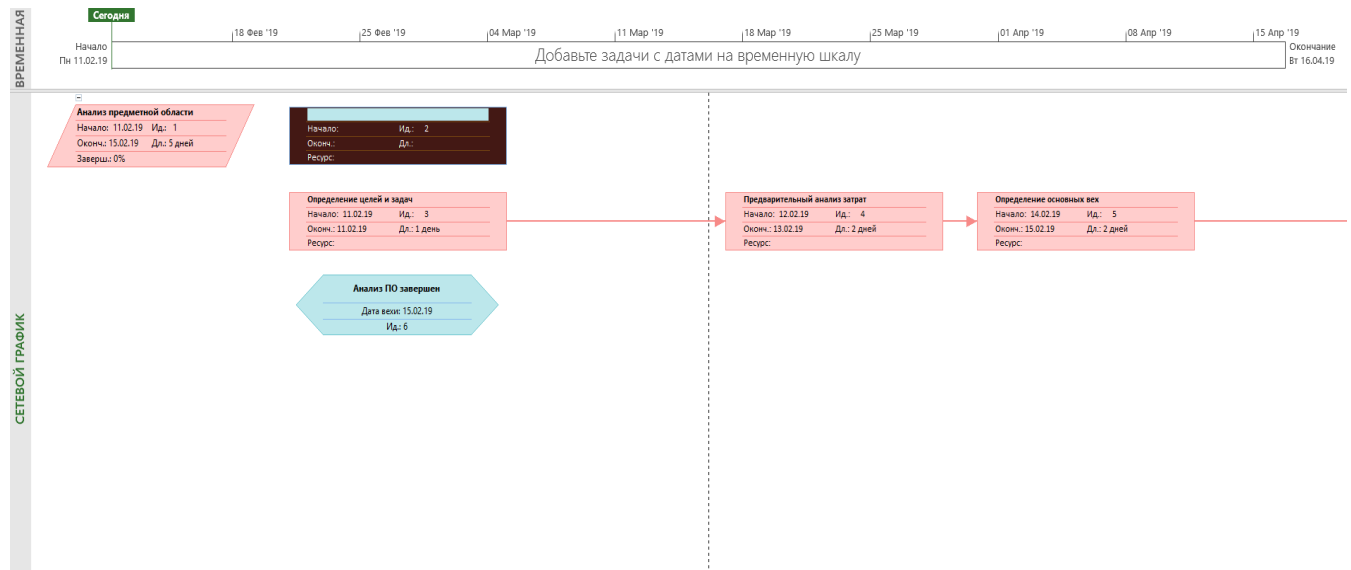 ВРЕМЕННАЯ
Сегодня
18 Фев '19
25 Фев '19
04 Мар '19
11 Мар '19
18 Мар '19
25 Мар '19
01 Апр '19
08 Апр '19
15 Апр '19
Начало
Пн 11.02.19
Добавьте задачи с датами на временную шкалу
Окончание
Вт 16.04.19
СЕТЕВОЙ ГРАФИК
Анализ предметной области
Начало: 11.02.19 Ид.: 1
Оконч.: 15.02.19 Дл.: 5 дней
Заверш.: 0%
Начало: Ид.: 2
Оконч.: Дл.:
Ресурс:
Определение целей и задач
Начало: 11.02.19 Ид.: 3
Оконч.: 11.02.19 Дл.: 1 день
Ресурс:
Предварительный анализ затрат
Начало: 12.02.19 Ид.: 4
Оконч.: 13.02.19 Дл.: 2 дней
Ресурс:
Определение основных вех
Начало: 14.02.19 Ид.: 5
Оконч.: 15.02.19 Дл.: 2 дней
Ресурс:
Анализ ПО завершен
Дата вехи: 15.02.19
Ид.: 6